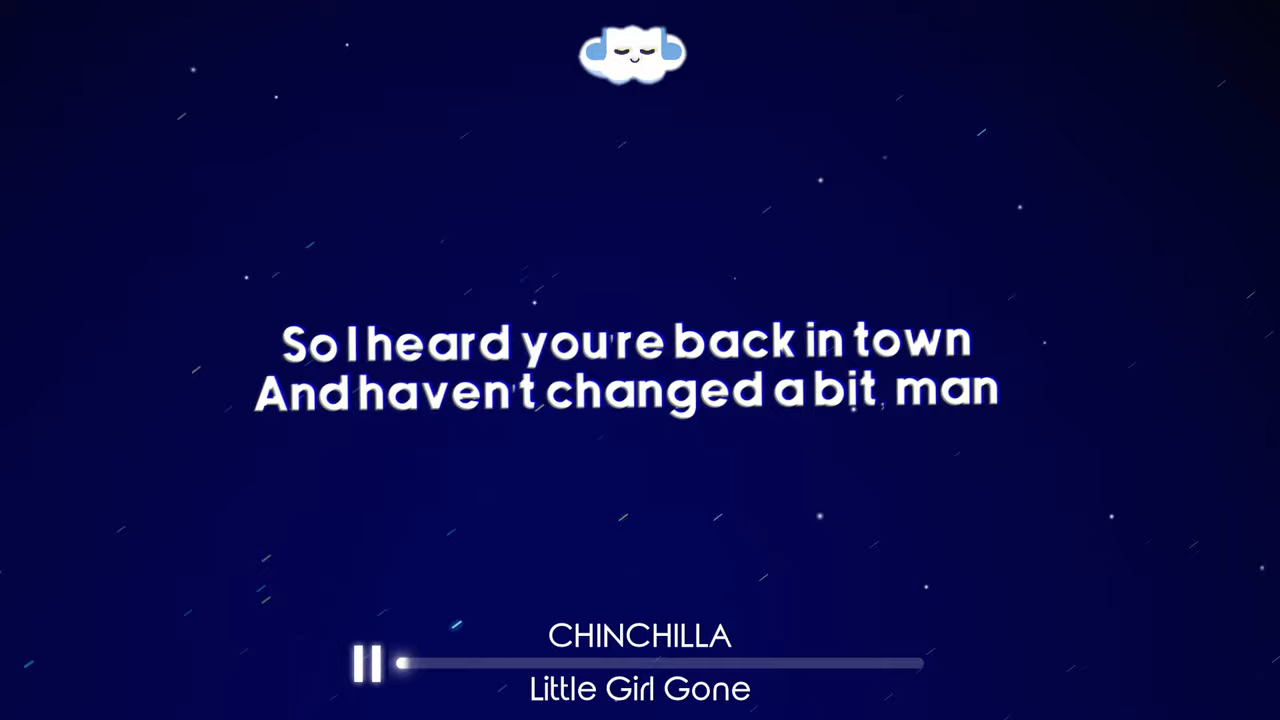 So I heard you're back in town
And haven't changed a bit, man
CHINCHILLA
Little Girl Gone